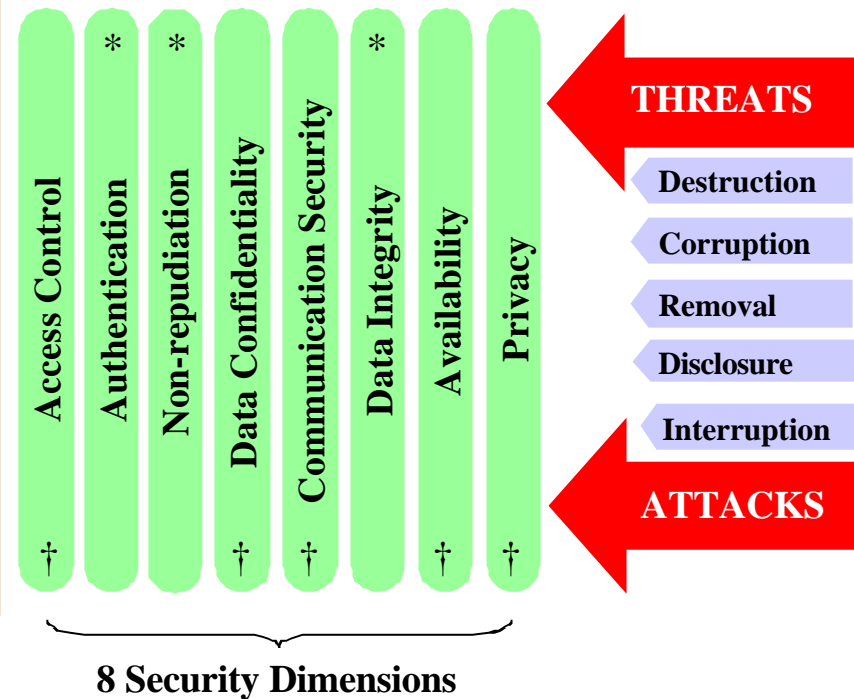 *
*
*
Access Control
Authentication
Non-repudiation
Data Confidentiality
Communication Security
Data Integrity
Availability
Privacy
†
†
†
†
†
8 Security Dimensions
THREATS
Destruction
Corruption
Removal
Disclosure
Interruption
ATTACKS